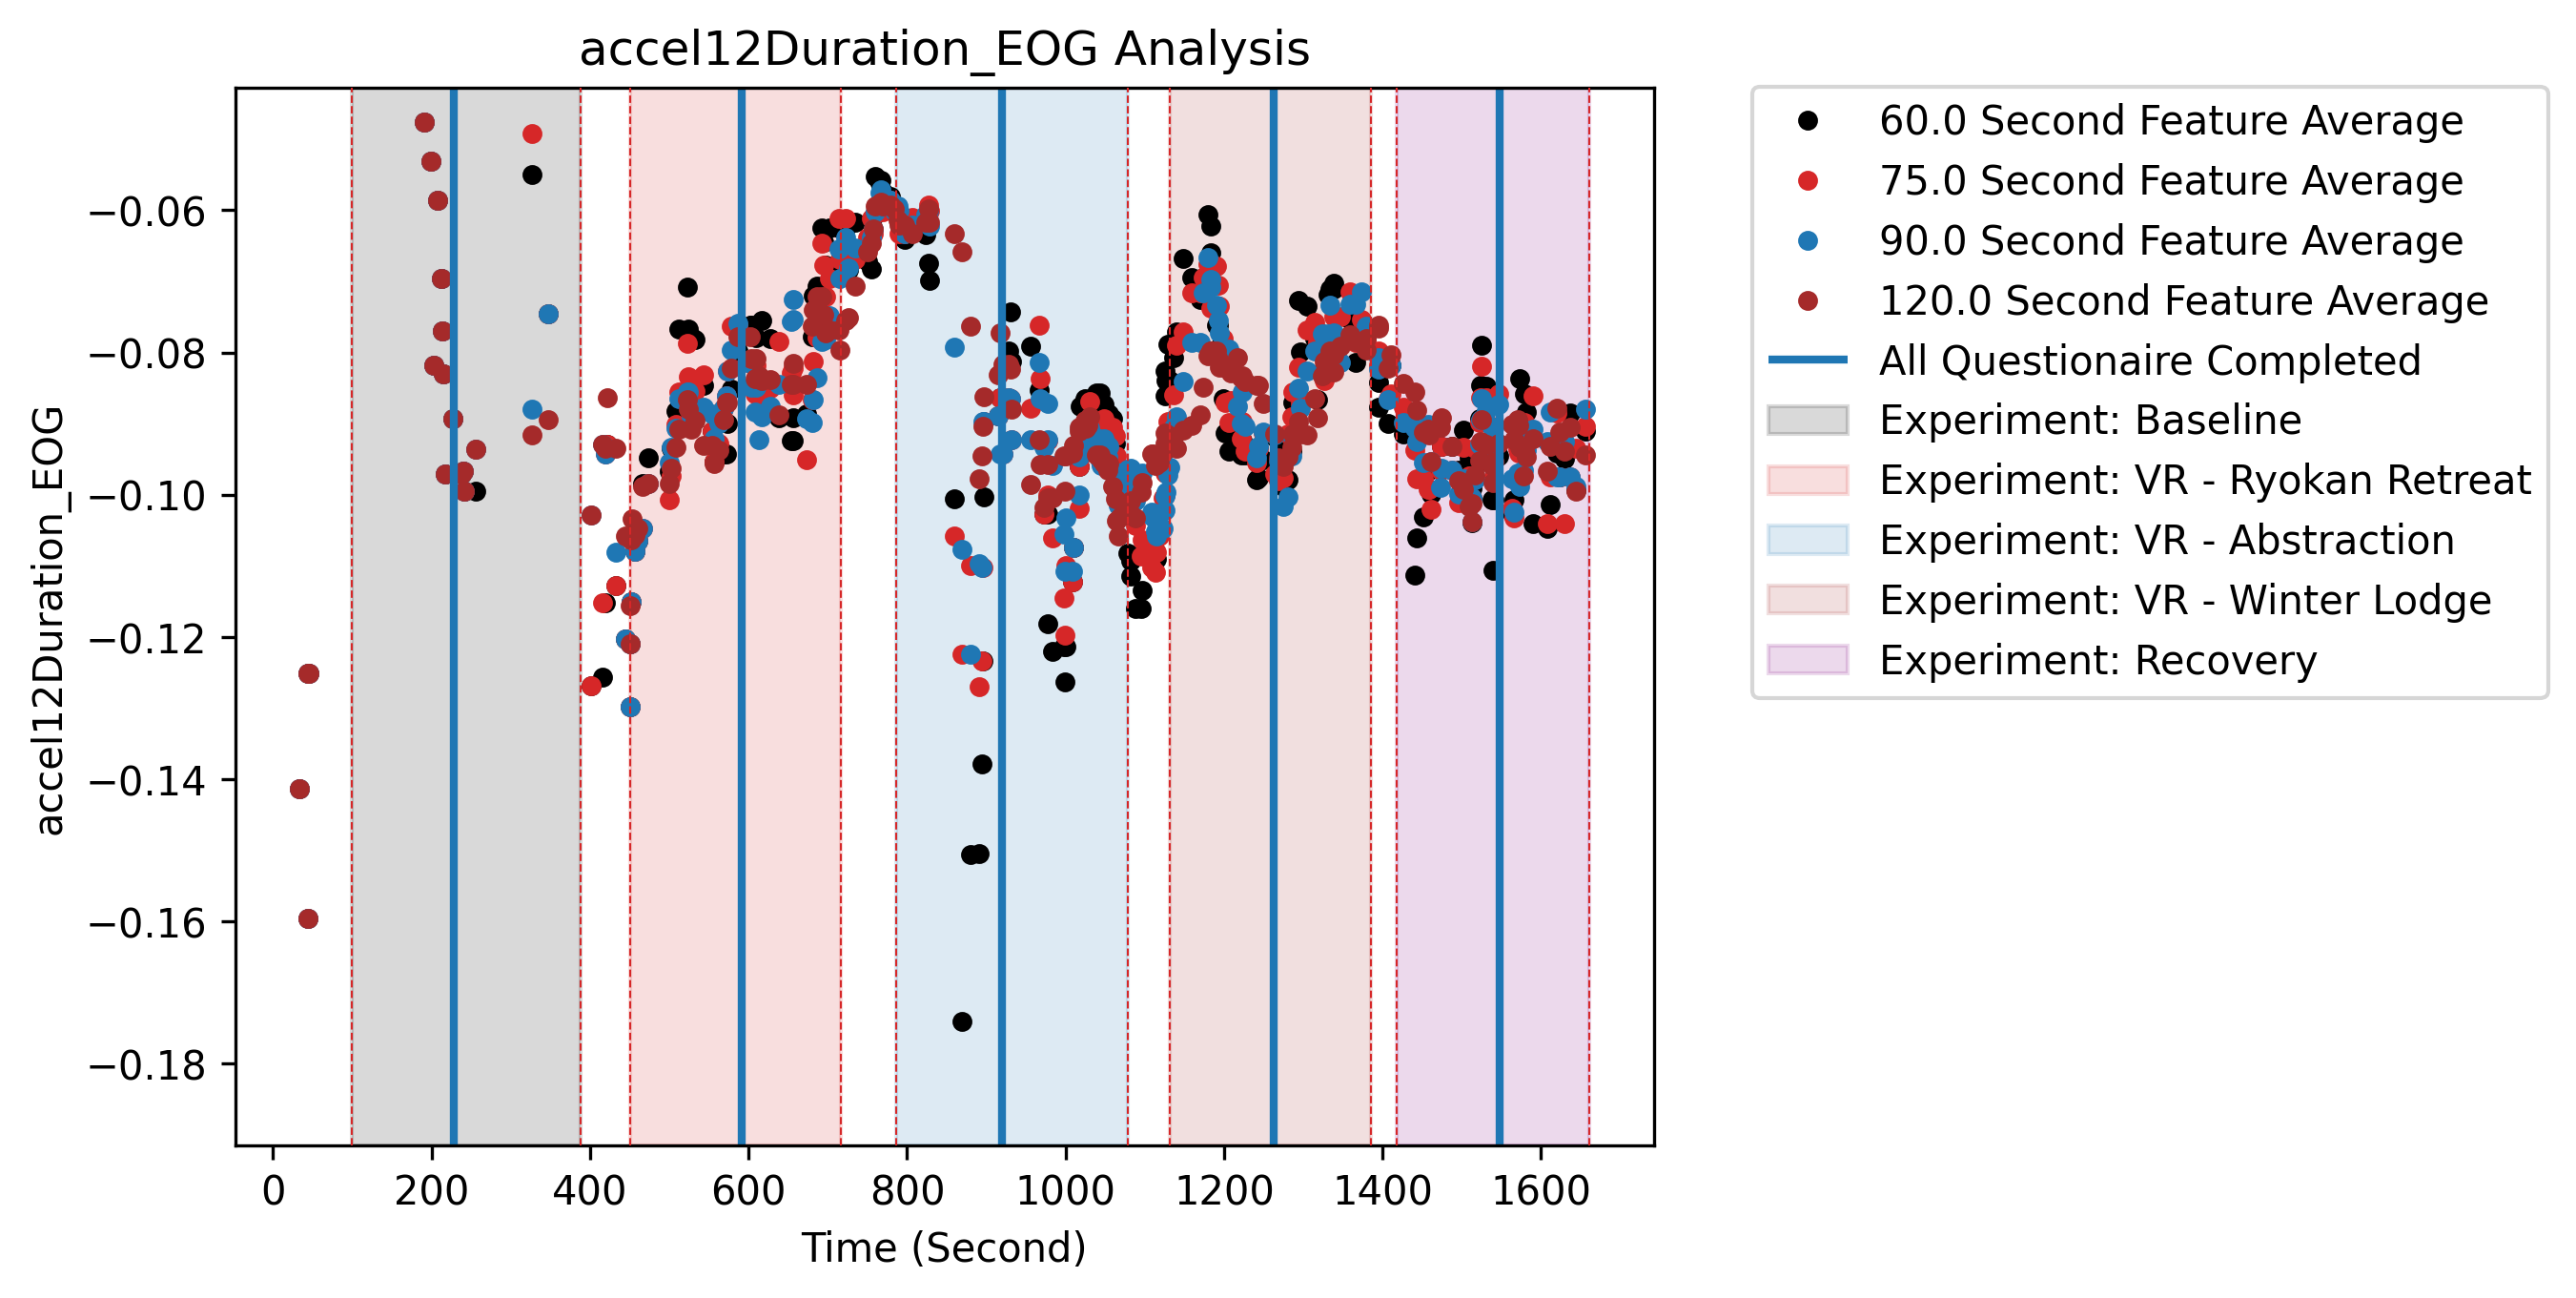 accel12Duration_EOG Analysis
−0.06
−0.08
−0.10
−0.12
−0.14
−0.16
−0.18
accel12Duration_EOG
0 200 400 600 800 1000 1200 1400 1600
Time (Second)
60.0 Second Feature Average
75.0 Second Feature Average
90.0 Second Feature Average
120.0 Second Feature Average
All Questionaire Completed
Experiment: Baseline
Experiment: VR - Ryokan Retreat
Experiment: VR - Abstraction
Experiment: VR - Winter Lodge
Experiment: Recovery